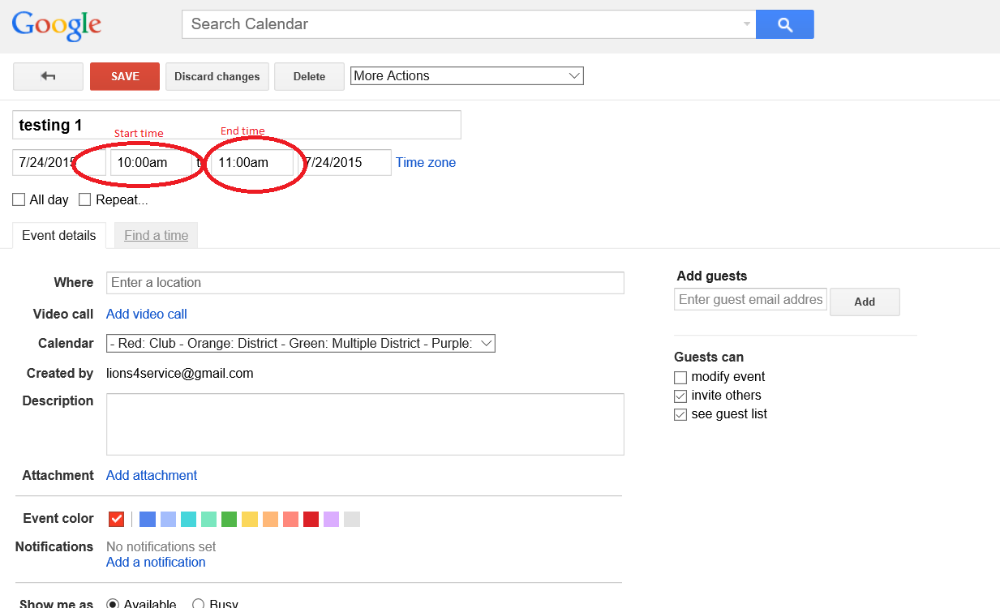 Google
Search Calendar
SAVE Discard changes Delete More Actions
testing 1
Start time End time
7/24/2015 10:00am to 11:00am 7/24/2015 Time zone
All day Repeat...
Event details Find a time
Where Enter a location
Video call Add video call
Calendar - Red: Club - Orange: District - Green: Multiple District - Purple:
Created by lions4service@gmail.com
Description
Attachment Add attachment
Event color
Notifications No notifications set
Add a notification
Show me as Available Busy
Add guests
Enter guest email addres Add
Guests can
modify event
invite others
see guest list